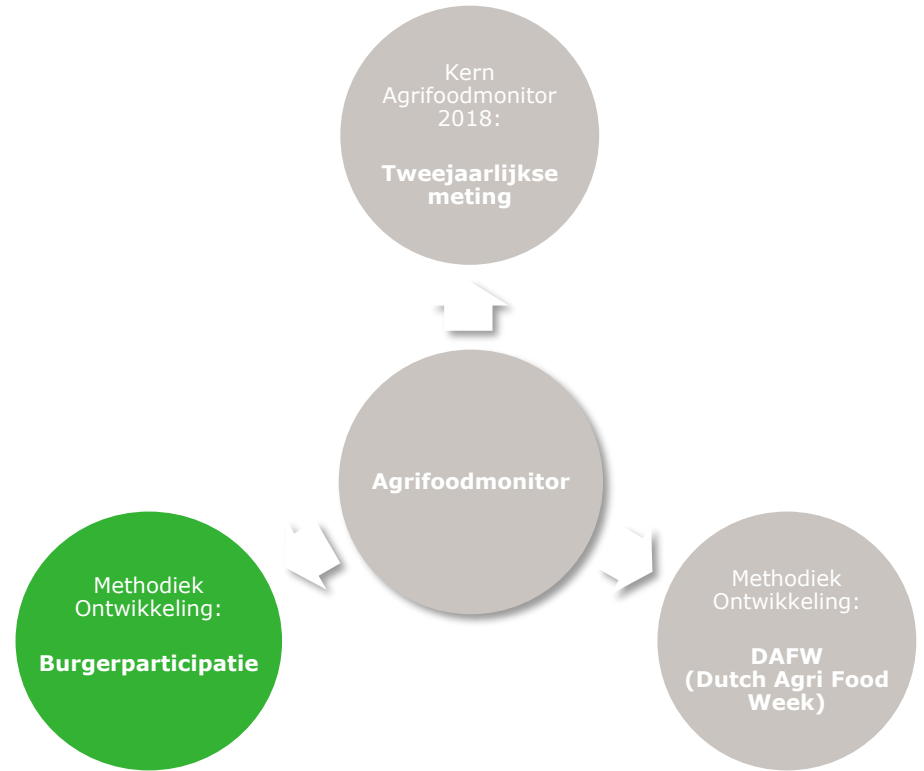 Kern
Agrifoodmonitor
2018:
Tweejaarlijkse
meting
Agrifoodmonitor
Methodiek
Ontwikkeling:
Burgerparticipatie
Methodiek
Ontwikkeling:
DAFW
(Dutch Agri Food
Week)